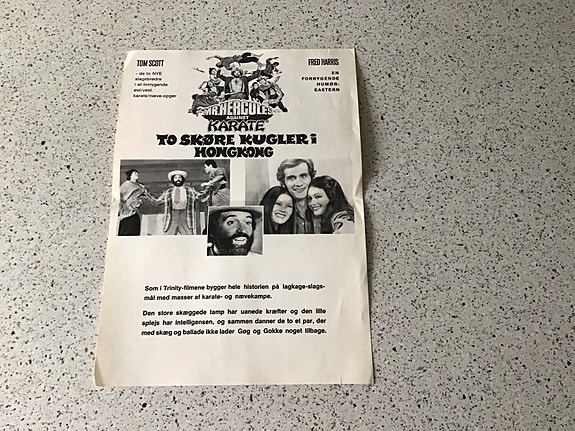 TOM SCOTT
- de to NYE
slagsbrødre
i et forrygende
øst/vest.
karate/næve-opgør
FRED HARRIS
EN
FORRYGENDE
HUMOR-
EASTERN
MR. HERCULES
AGAINST
KARATE
TO SKØRE KUGLER i
HONGKONG
Som i Trinity-filmene bygger hele historien på lagkage-slags-
mål med masser af karate- og nævekampe.
Den store skæggede tamp har uanede kræfter og den lille
splejs har intelligensen, og sammen danner de to et par, der
med skæg og ballade ikke lader Gøg og Gokke noget tilbage.